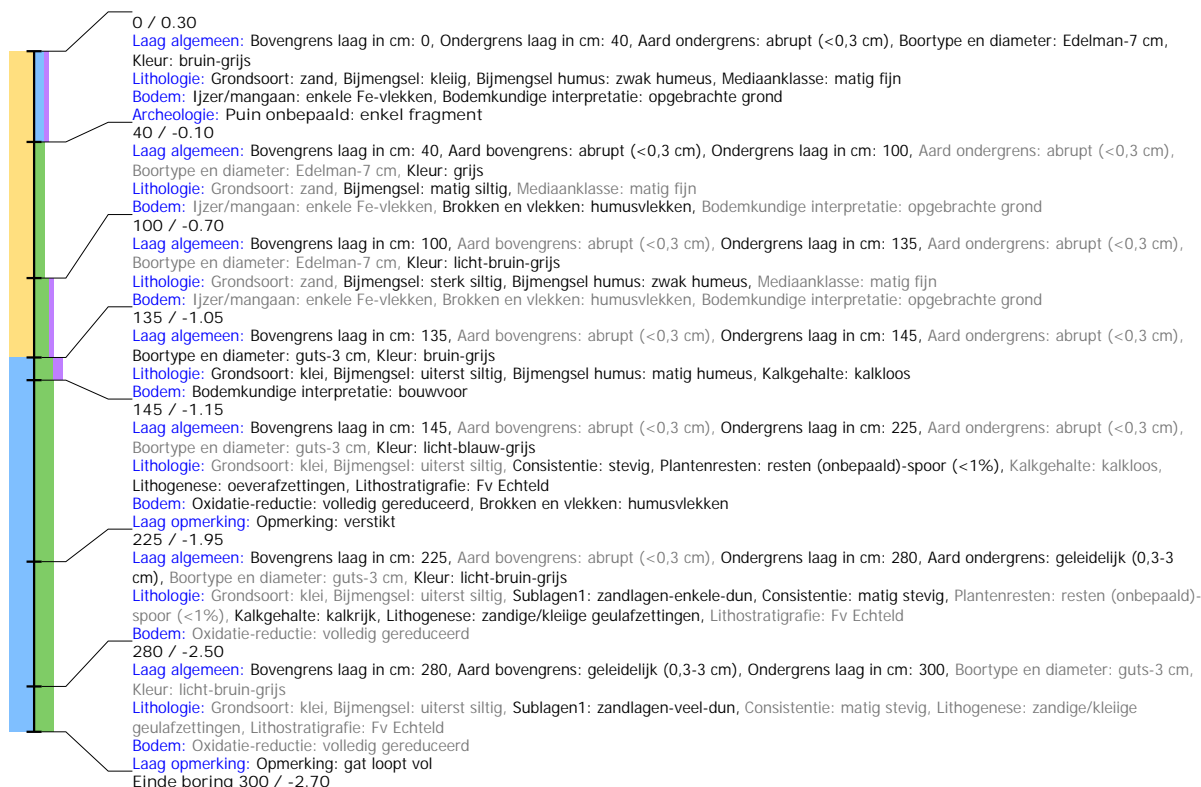 0 / 0.30
Laag algemeen: Bovengrens laag in cm: 0, Ondergrens laag in cm: 40, Aard ondergrens: abrupt (<0,3 cm), Boortype en diameter: Edelman-7 cm,
Kleur: bruin-grijs
Lithologie: Grondsoort: zand, Bijmengsel: kleiig, Bijmengsel humus: zwak humeus, Mediaanklasse: matig fijn
Bodem: Ijzer/mangaan: enkele Fe-vlekken, Bodemkundige interpretatie: opgebrachte grond
Archeologie: Puin onbepaald: enkel fragment
40 / -0.10
Laag algemeen: Bovengrens laag in cm: 40, Aard bovengrens: abrupt (<0,3 cm), Ondergrens laag in cm: 100, Aard ondergrens: abrupt (<0,3 cm),
Boortype en diameter: Edelman-7 cm, Kleur: grijs
Lithologie: Grondsoort: zand, Bijmengsel: matig siltig, Mediaanklasse: matig fijn
Bodem: Ijzer/mangaan: enkele Fe-vlekken, Brokken en vlekken: humusvlekken, Bodemkundige interpretatie: opgebrachte grond
100 / -0.70
Laag algemeen: Bovengrens laag in cm: 100, Aard bovengrens: abrupt (<0,3 cm), Ondergrens laag in cm: 135, Aard ondergrens: abrupt (<0,3 cm),
Boortype en diameter: Edelman-7 cm, Kleur: licht-bruin-grijs
Lithologie: Grondsoort: zand, Bijmengsel: sterk siltig, Bijmengsel humus: zwak humeus, Mediaanklasse: matig fijn
Bodem: Ijzer/mangaan: enkele Fe-vlekken, Brokken en vlekken: humusvlekken, Bodemkundige interpretatie: opgebrachte grond
135 / -1.05
Laag algemeen: Bovengrens laag in cm: 135, Aard bovengrens: abrupt (<0,3 cm), Ondergrens laag in cm: 145, Aard ondergrens: abrupt (<0,3 cm),
Boortype en diameter: guts-3 cm, Kleur: bruin-grijs
Lithologie: Grondsoort: klei, Bijmengsel: uiterst siltig, Bijmengsel humus: matig humeus, Kalkgehalte: kalkloos
Bodem: Bodemkundige interpretatie: bouwvoor
145 / -1.15
Laag algemeen: Bovengrens laag in cm: 145, Aard bovengrens: abrupt (<0,3 cm), Ondergrens laag in cm: 225, Aard ondergrens: abrupt (<0,3 cm),
Boortype en diameter: guts-3 cm, Kleur: licht-blauw-grijs
Lithologie: Grondsoort: klei, Bijmengsel: uiterst siltig, Consistentie: stevig, Plantenresten: resten (onbepaald)-spoor (<1%), Kalkgehalte: kalkloos,
Lithogenese: oeverafzettingen, Lithostratigrafie: Fv Echteld
Bodem: Oxidatie-reductie: volledig gereduceerd, Brokken en vlekken: humusvlekken
Laag opmerking: Opmerking: verstikt
225 / -1.95
Laag algemeen: Bovengrens laag in cm: 225, Aard bovengrens: abrupt (<0,3 cm), Ondergrens laag in cm: 280, Aard ondergrens: geleidelijk (0,3-3
cm), Boortype en diameter: guts-3 cm, Kleur: licht-bruin-grijs
Lithologie: Grondsoort: klei, Bijmengsel: uiterst siltig, Sublagen1: zandlagen-enkele-dun, Consistentie: matig stevig, Plantenresten: resten (onbepaald)-
spoor (<1%), Kalkgehalte: kalkrijk, Lithogenese: zandige/kleiige geulafzettingen, Lithostratigrafie: Fv Echteld
Bodem: Oxidatie-reductie: volledig gereduceerd
280 / -2.50
Laag algemeen: Bovengrens laag in cm: 280, Aard bovengrens: geleidelijk (0,3-3 cm), Ondergrens laag in cm: 300, Boortype en diameter: guts-3 cm,
Kleur: licht-bruin-grijs
Lithologie: Grondsoort: klei, Bijmengsel: uiterst siltig, Sublagen1: zandlagen-veel-dun, Consistentie: matig stevig, Lithogenese: zandige/kleiige
geulafzettingen, Lithostratigrafie: Fv Echteld
Bodem: Oxidatie-reductie: volledig gereduceerd
Laag opmerking: Opmerking: gat loopt vol
Einde boring 300 / -2.70